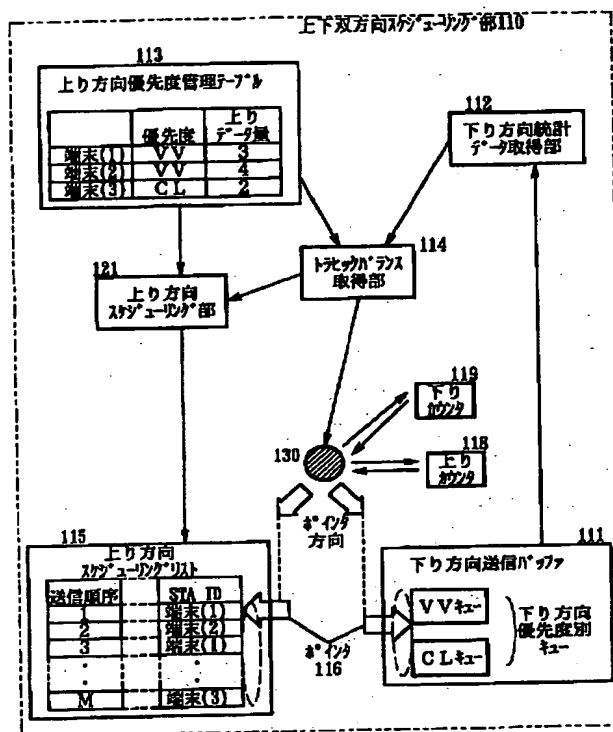 上下双方向ｽｹｼﾞｭｰﾘﾝｸﾞ部110
113
上り方向優先度管理ﾃｰﾌﾞﾙ
優先度 上りデータ量
端末(1) VV 3
端末(2) VV 4
端末(3) CL 2
112
下り方向統計
ﾃﾞｰﾀ取得部
114
ﾄﾗﾋｯｸﾊﾞﾗﾝｽ
取得部
121
上り方向
ｽｹｼﾞｭｰﾘﾝｸﾞ部
119
下り
ｶｳﾝﾀ
118
上り
ｶｳﾝﾀ
130
ﾎﾟｲﾝﾀ
方向
115
上り方向
ｽｹｼﾞｭｰﾘﾝｸﾞﾘｽﾄ
送信順序 STA ID
1 端末(1)
2 端末(2)
3 端末(1)
・ ・
・ ・
M 端末(3)
ﾎﾟｲﾝﾀ
116
111
下り方向送信ﾊﾞｯﾌｧ
VVｷｭｰ
CLｷｭｰ
下り方向
優先度別
キュー